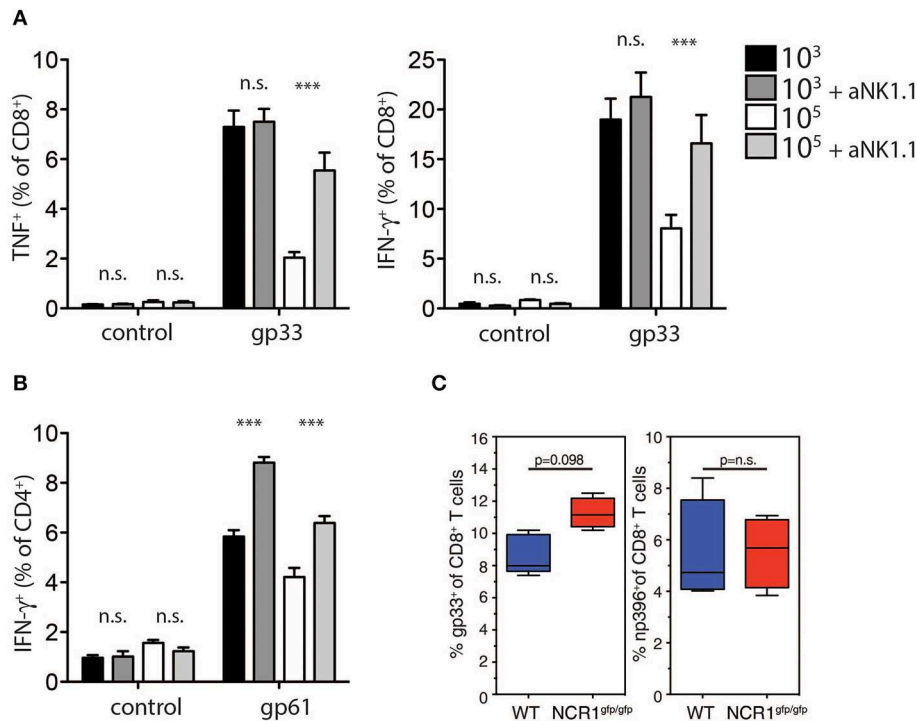 A
TNF⁺ (% of CD8⁺)
10
8
6
4
2
0
n.s.
n.s.
n.s.
***
control
gp33
IFN-γ⁺ (% of CD8⁺)
25
20
15
10
5
0
n.s.
n.s.
n.s.
***
control
gp33
10³
10³ + aNK1.1
10⁵
10⁵ + aNK1.1
B
IFN-γ⁺ (% of CD4⁺)
10
8
6
4
2
0
n.s.
n.s.
***
***
control
gp61
C
% gp33⁺ of CD8⁺ T cells
16
14
12
10
8
6
4
2
0
p=0.098
WT
NCR1gfp/gfp
% np396⁺of CD8⁺ T cells
10
8
6
4
2
0
p=n.s.
WT
NCR1gfp/gfp